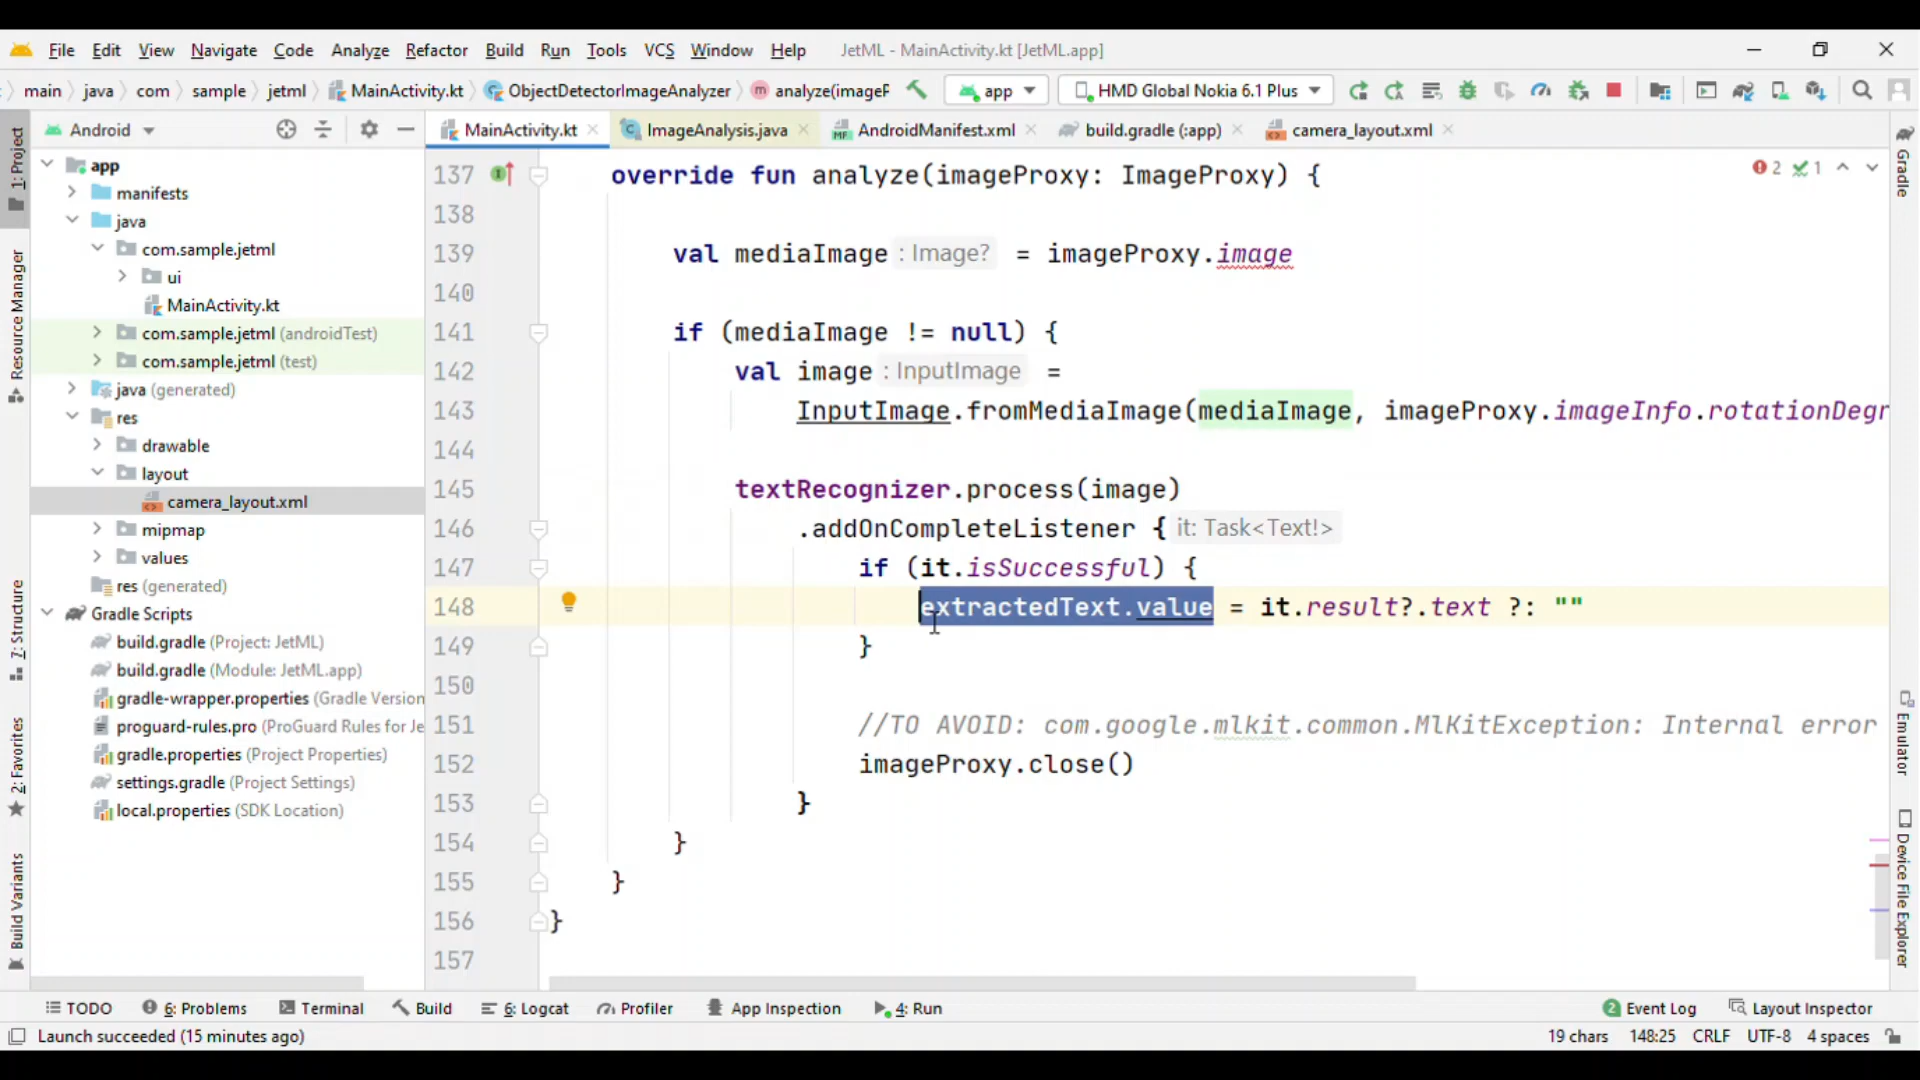 File Edit View Navigate Code Analyze Refactor Build Run Tools VCS Window Help JetML - MainActivity.kt [JetML.app]
main java com sample jetml MainActivity.kt ObjectDetectorImageAnalyzer analyze(imageP app HMD Global Nokia 6.1 Plus
Android MainActivity.kt ImageAnalysis.java AndroidManifest.xml build.gradle (:app) camera_layout.xml
1: Project
Resource Manager
7: Structure
2: Favorites
Build Variants
app
manifests
java
com.sample.jetml
ui
MainActivity.kt
com.sample.jetml (androidTest)
com.sample.jetml (test)
java (generated)
res
drawable
layout
camera_layout.xml
mipmap
values
res (generated)
Gradle Scripts
build.gradle (Project: JetML)
build.gradle (Module: JetML.app)
gradle-wrapper.properties (Gradle Version
proguard-rules.pro (ProGuard Rules for Je
gradle.properties (Project Properties)
settings.gradle (Project Settings)
local.properties (SDK Location)
137 override fun analyze(imageProxy: ImageProxy) {
138
139 val mediaImage : Image? = imageProxy.image
140
141 if (mediaImage != null) {
142 val image : InputImage =
143 InputImage.fromMediaImage(mediaImage, imageProxy.imageInfo.rotationDegr
144
145 textRecognizer.process(image)
146 .addOnCompleteListener { it: Task<Text!>
147 if (it.isSuccessful) {
148 extractedText.value = it.result?.text ?: ""
149 }
150
151 //TO AVOID: com.google.mlkit.common.MlKitException: Internal error
152 imageProxy.close()
153 }
154 }
155 }
156 }
157
2 1
Gradle
Emulator
Device File Explorer
TODO 6: Problems Terminal Build 6: Logcat Profiler App Inspection 4: Run 2 Event Log Layout Inspector
Launch succeeded (15 minutes ago) 19 chars 148:25 CRLF UTF-8 4 spaces